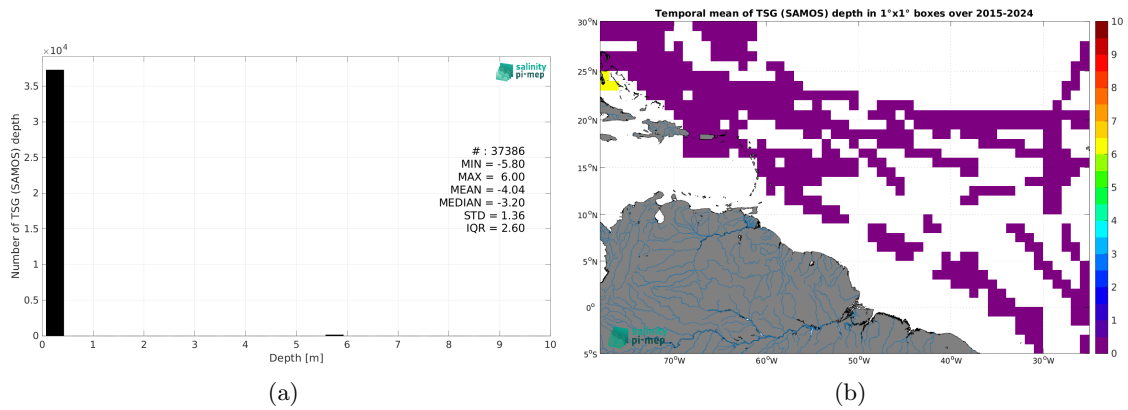 ×10⁴
3.5
3
2.5
2
1.5
1
0.5
0
Number of TSG (SAMOS) depth
salinity
pi-mep
# : 37386
MIN = -5.80
MAX = 6.00
MEAN = -4.04
MEDIAN = -3.20
STD = 1.36
IQR = 2.60
0 1 2 3 4 5 6 7 8 9 10
Depth [m]
(a)
Temporal mean of TSG (SAMOS) depth in 1°x1° boxes over 2015-2024
30°N
25°N
20°N
15°N
10°N
5°N
0°
5°S
70°W 60°W 50°W 40°W 30°W
salinity
pi-mep
10
9
8
7
6
5
4
3
2
1
0
(b)